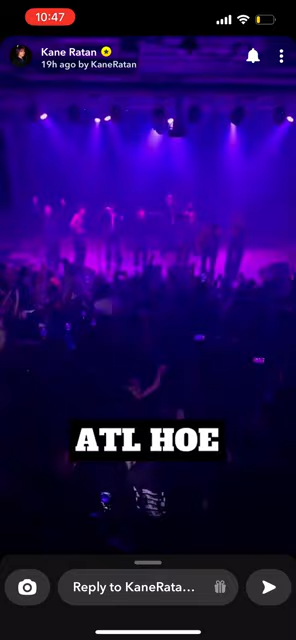 10:47
Kane Ratan
19h ago by KaneRatan
ATL HOE
Reply to KaneRata...